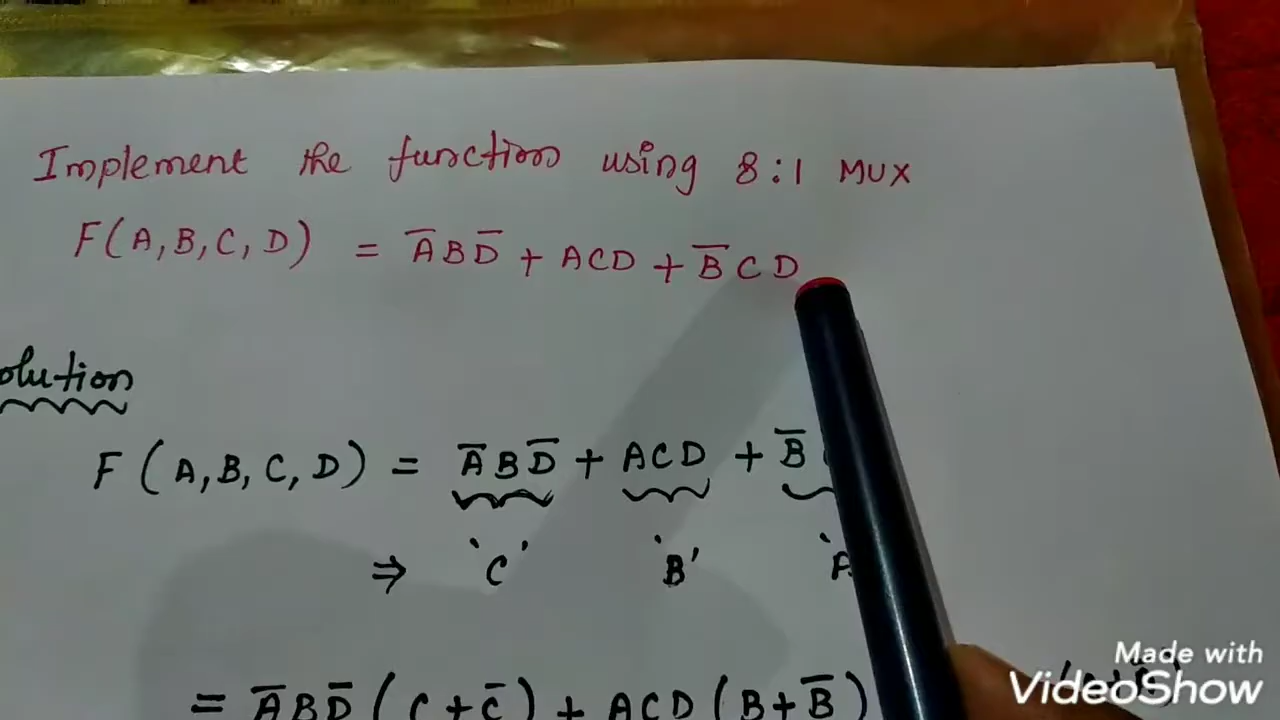 Implement the function using 8:1 MUX
F(A,B,C,D) = A̅BD̅ + ACD + B̅CD
olution
F(A,B,C,D) = A̅BD̅ + ACD + B̅
⇒ 'C' 'B' 'A
= A̅BD̅(C+C̅) + ACD(B+B̅)
Made with
VideoShow